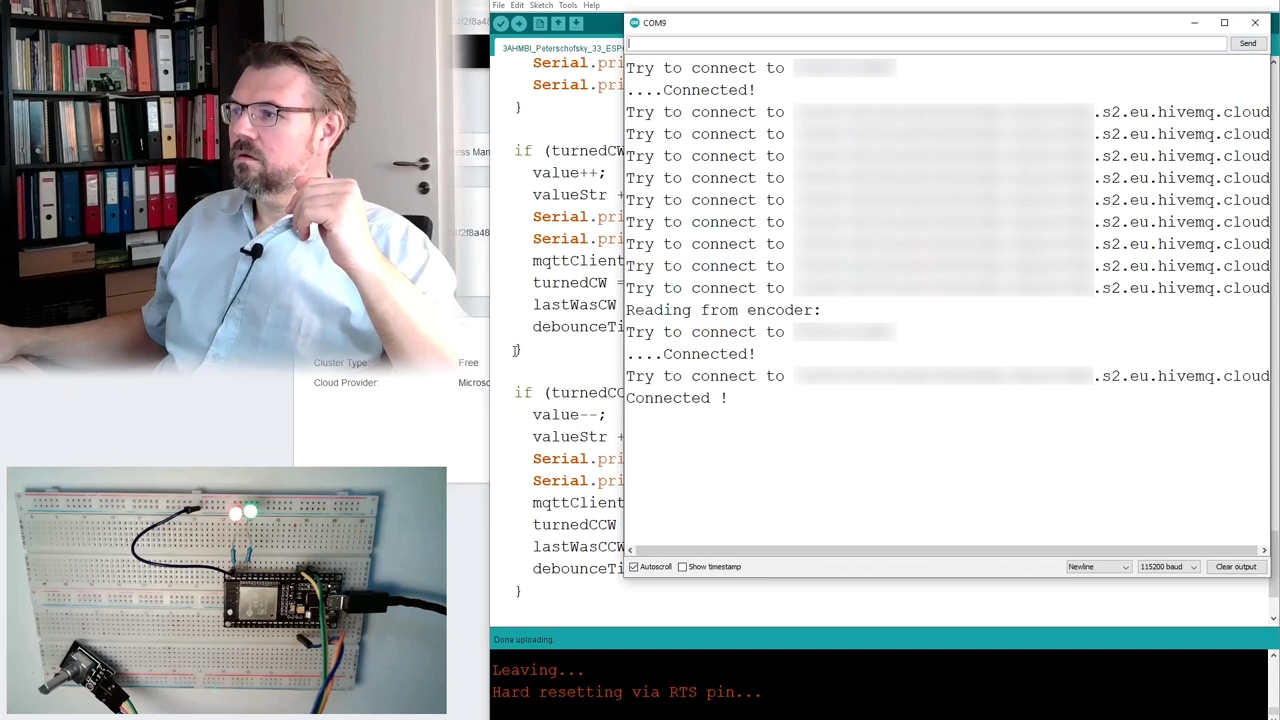 File Edit Sketch Tools Help
COM9
Send
3AHMBI_Peterschofsky_33_ESP
Serial.pri
Serial.pri
}
if (turnedCW
value++;
valueStr +
Serial.pri
Serial.pri
mqttClient
turnedCW =
lastWasCW
debounceTi
}
if (turnedCC
value--;
valueStr +
Serial.pri
Serial.pri
mqttClient
turnedCCW
lastWasCCW
debounceTi
}
Try to connect to
....Connected!
Try to connect to .s2.eu.hivemq.cloud
Try to connect to .s2.eu.hivemq.cloud
Try to connect to .s2.eu.hivemq.cloud
Try to connect to .s2.eu.hivemq.cloud
Try to connect to .s2.eu.hivemq.cloud
Try to connect to .s2.eu.hivemq.cloud
Try to connect to .s2.eu.hivemq.cloud
Try to connect to .s2.eu.hivemq.cloud
Try to connect to .s2.eu.hivemq.cloud
Reading from encoder:
Try to connect to
....Connected!
Try to connect to .s2.eu.hivemq.cloud
Connected !
Autoscroll Show timestamp Newline 115200 baud Clear output
Done uploading.
Leaving...
Hard resetting via RTS pin...
ess Man
4f2f8a48
Cluster Type: Free
Cloud Provider: Microso